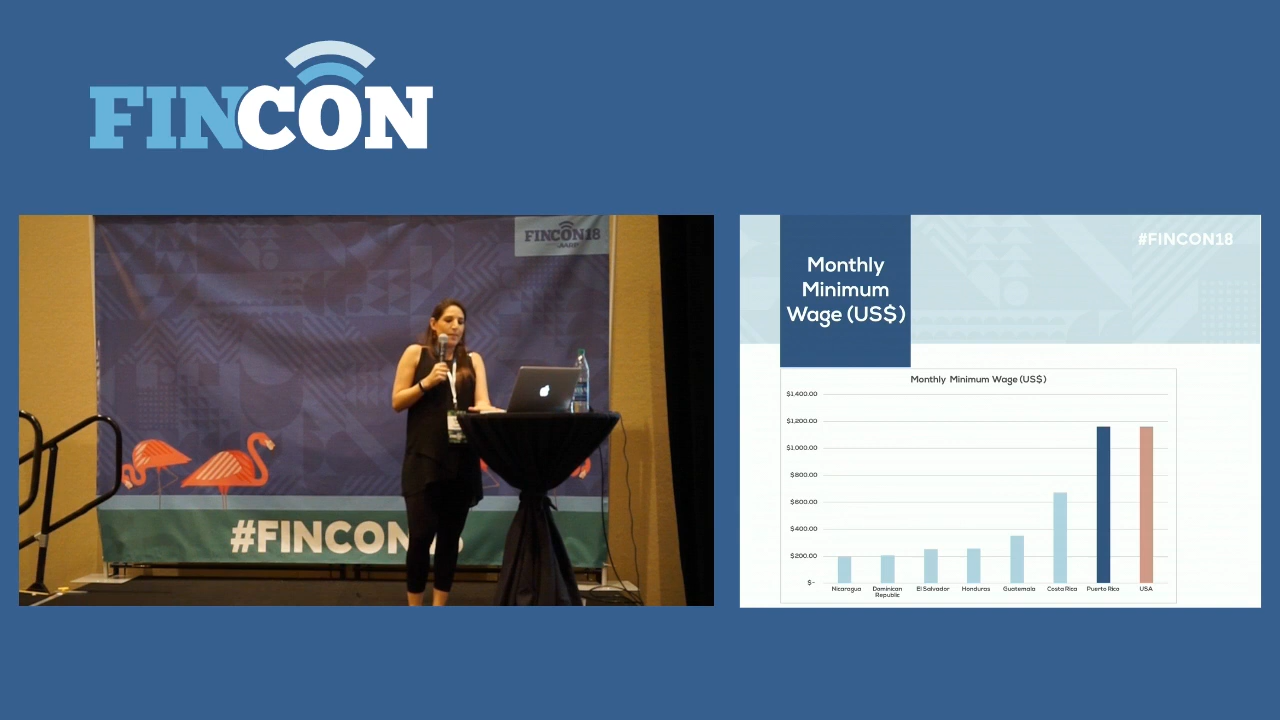 FINCON
FINCON18
AARP
#FINCON
#FINCON18
Monthly
Minimum
Wage (US$)
Monthly Minimum Wage (US$)
$1,400.00
$1,200.00
$1,000.00
$800.00
$600.00
$400.00
$200.00
$-
Nicaragua
Dominican
Republic
El Salvador
Honduras
Guatemala
Costa Rica
Puerto Rico
USA